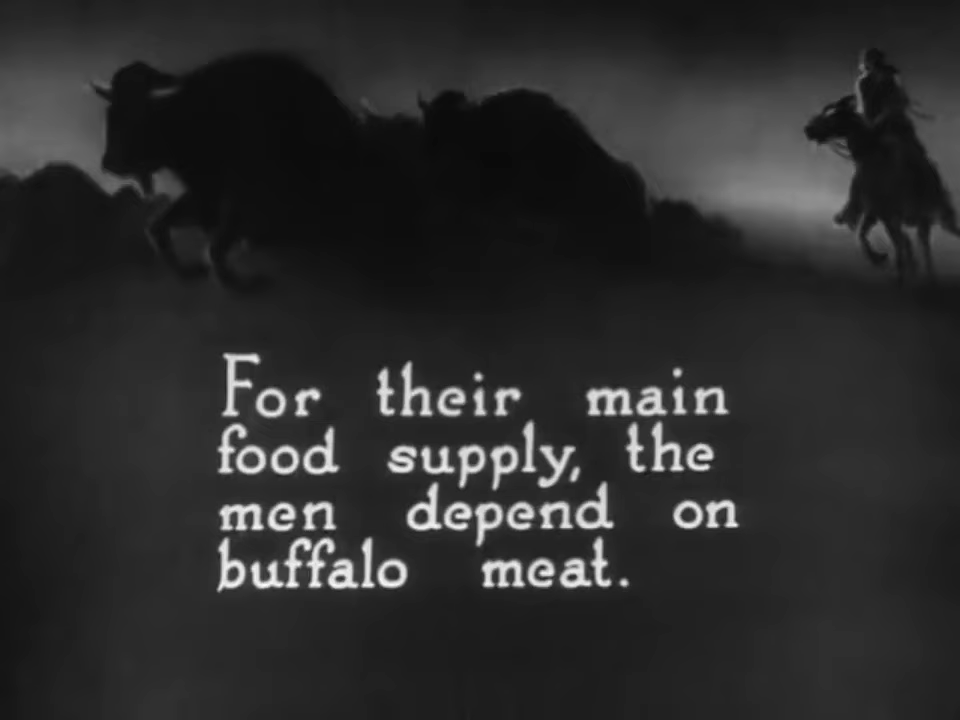 For their main
food supply, the
men depend on
buffalo meat.